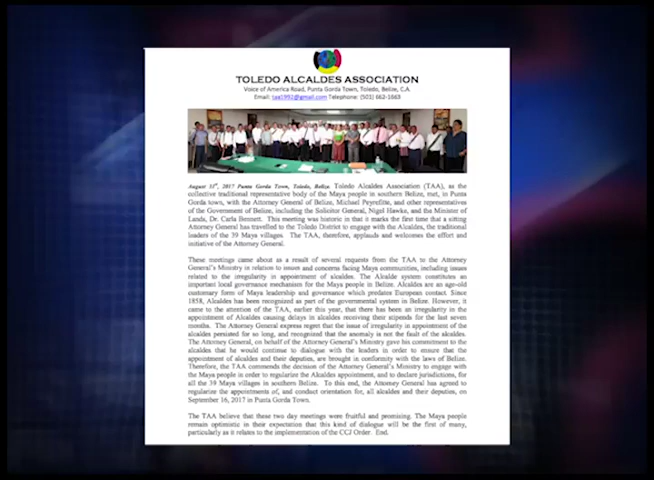 TOLEDO ALCALDES ASSOCIATION
Voice of America Road, Punta Gorda Town, Toledo, Belize, C.A.
Email: taa1992@gmail.com Telephone: (501) 662-1663
August 31st, 2017 Punta Gorda Town, Toledo, Belize. Toledo Alcaldes Association (TAA), as the
collective traditional representative body of the Maya people in southern Belize, met, in Punta
Gorda town, with the Attorney General of Belize, Michael Peyrefitte, and other representatives
of the Government of Belize, including the Solicitor General, Nigel Hawke, and the Minister of
Lands, Dr. Carla Bennett. This meeting was historic in that it marks the first time that a sitting
Attorney General has travelled to the Toledo District to engage with the Alcaldes, the traditional
leaders of the 39 Maya villages. The TAA, therefore, applauds and welcomes the effort and
initiative of the Attorney General.
These meetings came about as a result of several requests from the TAA to the Attorney
General's Ministry in relation to issues and concerns facing Maya communities, including issues
related to the irregularity in appointment of alcaldes. The Alcalde system constitutes an
important local governance mechanism for the Maya people in Belize. Alcaldes are an age-old
customary form of Maya leadership and governance which predates European contact. Since
1858, Alcaldes has been recognized as part of the governmental system in Belize. However, it
came to the attention of the TAA, earlier this year, that there has been an irregularity in the
appointment of Alcaldes causing delays in alcaldes receiving their stipends for the last seven
months. The Attorney General express regret that the issue of irregularity in appointment of the
alcaldes persisted for so long, and recognized that the anomaly is not the fault of the alcaldes.
The Attorney General, on behalf of the Attorney General's Ministry gave his commitment to the
alcaldes that he would continue to dialogue with the leaders in order to ensure that the
appointment of alcaldes and their deputies, are brought in conformity with the laws of Belize.
Therefore, the TAA commends the decision of the Attorney General's Ministry to engage with
the Maya people in order to regularize the Alcaldes appointment, and to declare jurisdictions, for
all the 39 Maya villages in southern Belize. To this end, the Attorney General has agreed to
regularize the appointments of, and conduct orientation for, all alcaldes and their deputies, on
September 16, 2017 in Punta Gorda Town.
The TAA believe that these two day meetings were fruitful and promising. The Maya people
remain optimistic in their expectation that this kind of dialogue will be the first of many,
particularly as it relates to the implementation of the CCJ Order. End.